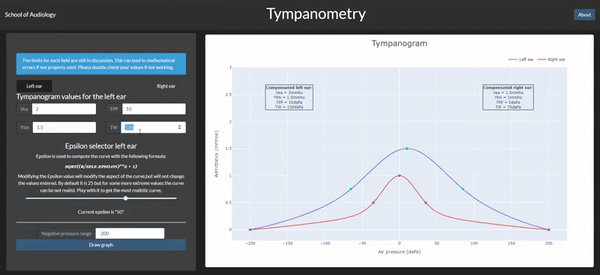 School of Audiology
Tympanometry
About
The limits for each field are still in discussion. This can lead to mathematical
errors if not properly used. Please double check your values if not working.
Left ear
Right ear
Tympanogram values for the left ear
Vea
2
TPP
10
Ytm
1.5
TW
Epsilon selector left ear
Epsilon is used to compute the curve with the following formula:
Modifying the Epsilon value will modify the aspect of the curve,but will not change
the values entered. By default it is 25 but for some more extreme values the curve
can be not realist. Play with it to get the most realistic curve.
Current epsilon is "50"
Negative pressure range
-200
Draw graph
Tympanogram
Left ear
Right ear
Compensated left ear:
Vea = 2mmho
Ytm = 1.5mmho
TPP = 10daPa
TW = 150daPa
Compensated right ear:
Vea = 1.5mmho
Ytm = 1mmho
TPP = 0daPa
TW = 70daPa
Admittance (mmho)
3
2.5
2
1.5
1
0.5
0
−200
−150
−100
−50
0
50
100
150
200
Air pressure (daPa)